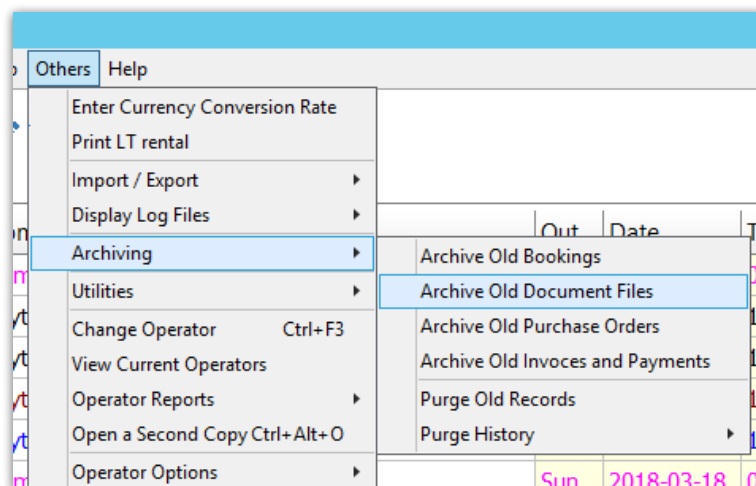 Others Help
Enter Currency Conversion Rate
Print LT rental
Import / Export
Display Log Files
Out Date
Archiving
Archive Old Bookings
Utilities
Archive Old Document Files
Change Operator Ctrl+F3
Archive Old Purchase Orders
View Current Operators
Archive Old Invoces and Payments
Operator Reports
Purge Old Records
Open a Second Copy Ctrl+Alt+O
Purge History
Operator Options
Sun 2018-03-18